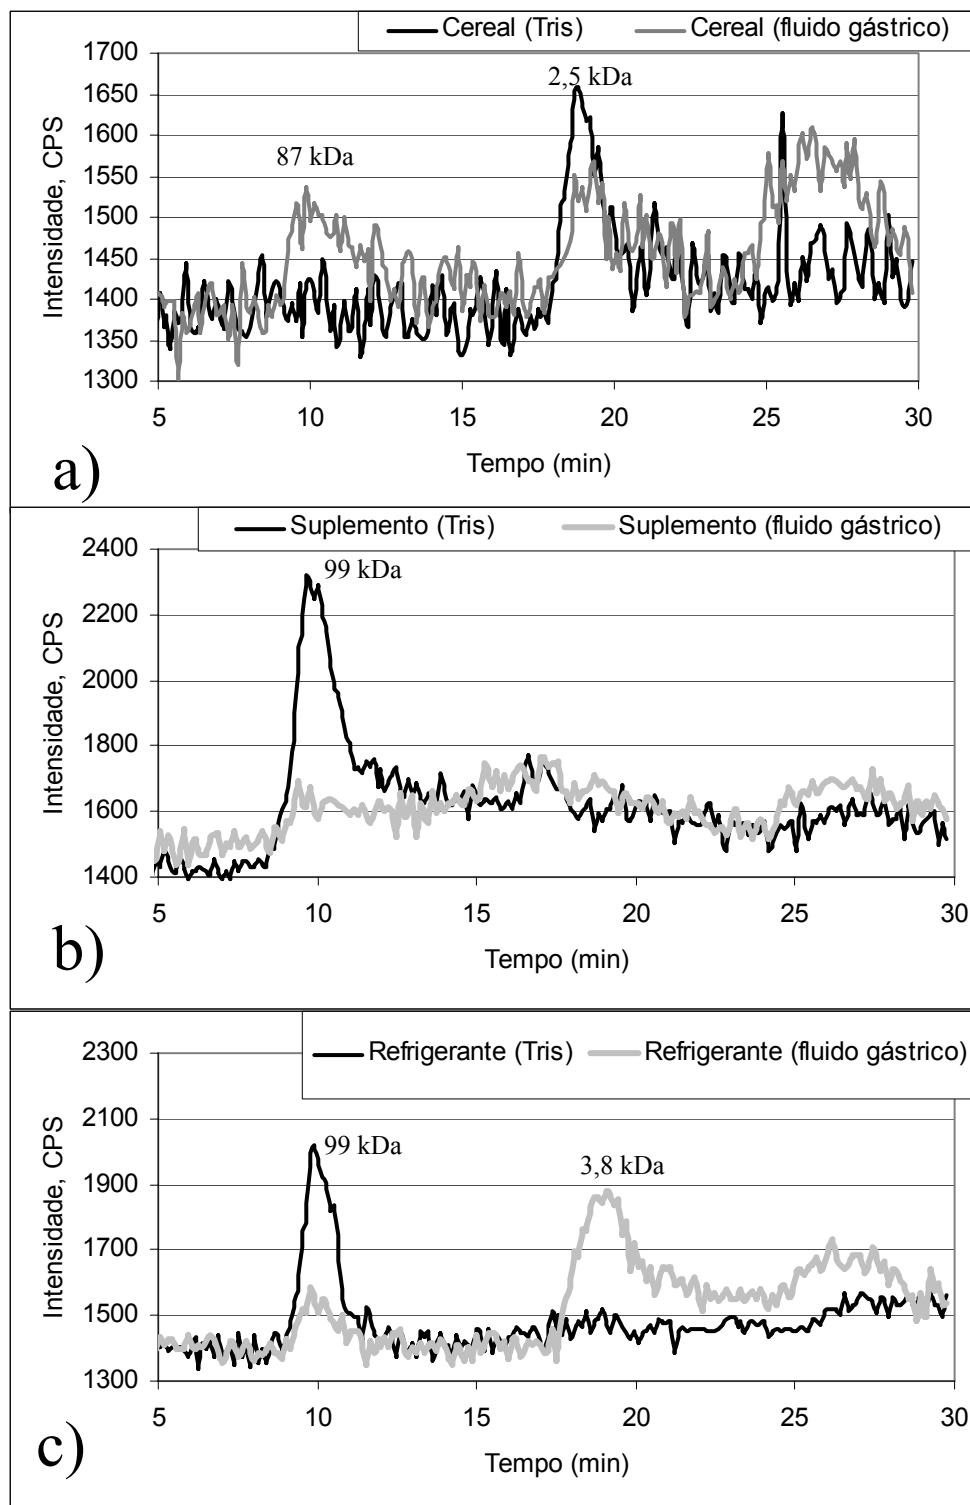 Cereal (Tris) Cereal (fluido gástrico)
1700
1650
1600
1550
1500
1450
1400
1350
1300
Intensidade, CPS
87 kDa
2,5 kDa
5 10 15 20 25 30
Tempo (min)
a)
Suplemento (Tris) Suplemento (fluido gástrico)
2400
2200
2000
1800
1600
1400
Intensidade, CPS
99 kDa
5 10 15 20 25 30
Tempo (min)
b)
Refrigerante (Tris) Refrigerante (fluido gástrico)
2300
2100
1900
1700
1500
1300
Intensidade, CPS
99 kDa
3,8 kDa
5 10 15 20 25 30
Tempo (min)
c)